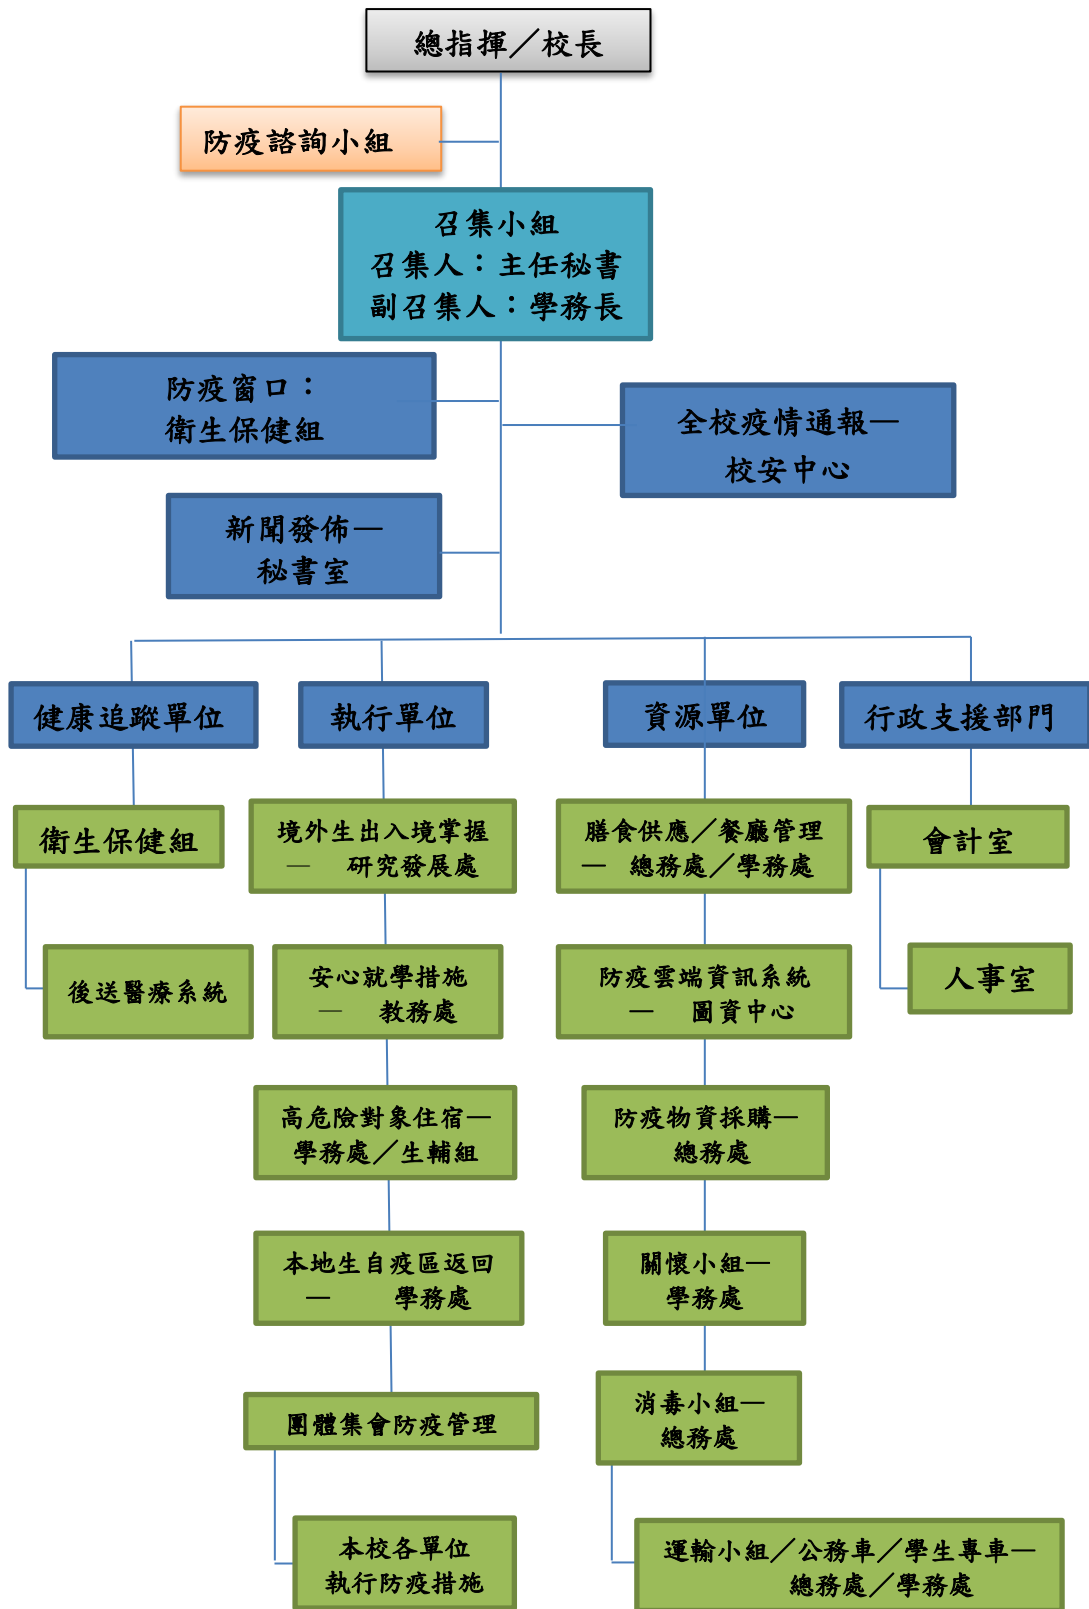 總指揮／校長
防疫諮詢小組
召集小組
召集人：主任秘書
副召集人：學務長
防疫窗口：
衛生保健組
全校疫情通報—
校安中心
新聞發佈—
秘書室
健康追蹤單位
執行單位
資源單位
行政支援部門
衛生保健組
後送醫療系統
境外生出入境掌握
— 研究發展處
安心就學措施
— 教務處
高危險對象住宿—
學務處／生輔組
本地生自疫區返回
— 學務處
團體集會防疫管理
本校各單位
執行防疫措施
膳食供應／餐廳管理
— 總務處／學務處
防疫雲端資訊系統
— 圖資中心
防疫物資採購—
總務處
關懷小組—
學務處
消毒小組—
總務處
運輸小組／公務車／學生專車—
總務處／學務處
會計室
人事室